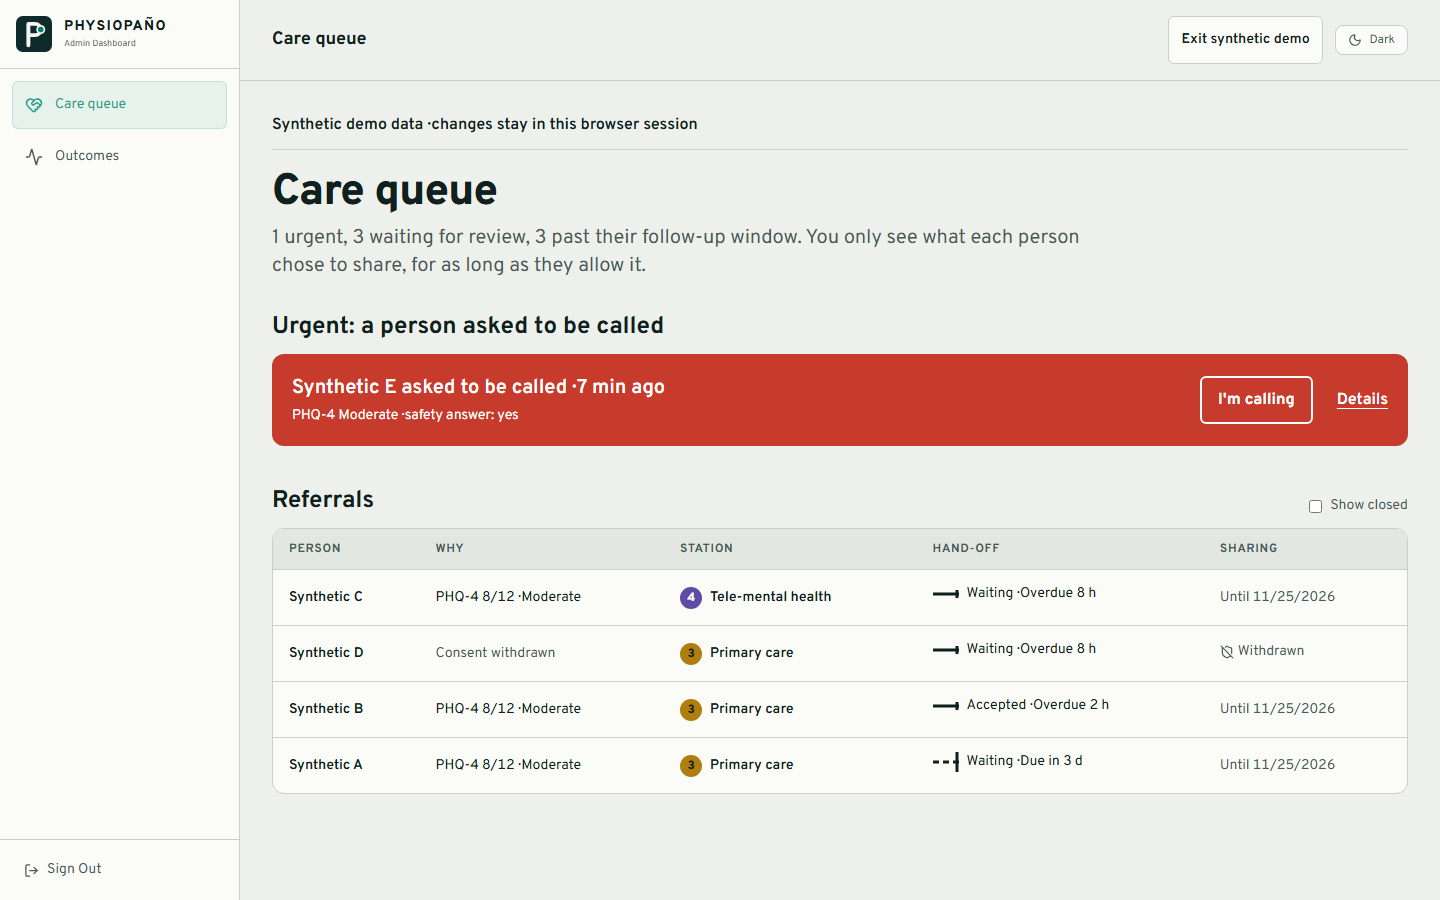 PHYSIOPAÑO
Admin Dashboard
Care queue
Outcomes
Sign Out
Care queue
Exit synthetic demo
Dark
Synthetic demo data ·changes stay in this browser session
Care queue
1 urgent, 3 waiting for review, 3 past their follow-up window. You only see what each person
chose to share, for as long as they allow it.
Urgent: a person asked to be called
Synthetic E asked to be called ·7 min ago
PHQ-4 Moderate ·safety answer: yes
I'm calling
Details
Referrals
Show closed
PERSON WHY STATION HAND-OFF SHARING
Synthetic C PHQ-4 8/12 ·Moderate 4 Tele-mental health Waiting ·Overdue 8 h Until 11/25/2026
Synthetic D Consent withdrawn 3 Primary care Waiting ·Overdue 8 h Withdrawn
Synthetic B PHQ-4 8/12 ·Moderate 3 Primary care Accepted ·Overdue 2 h Until 11/25/2026
Synthetic A PHQ-4 8/12 ·Moderate 3 Primary care Waiting ·Due in 3 d Until 11/25/2026